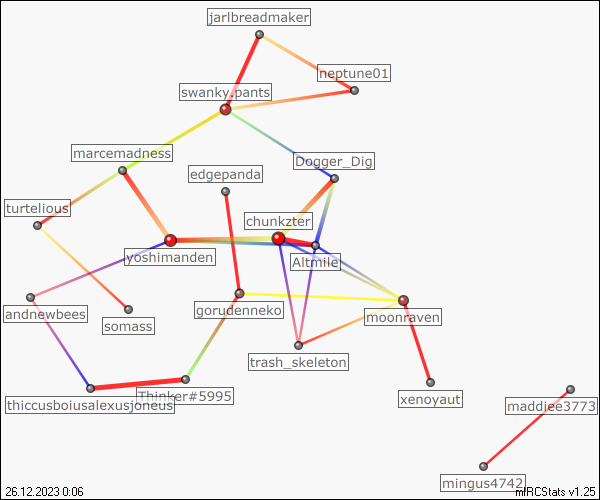 jarlbreadmaker
neptune01
swanky.pants
marcemadness
Dogger_Dig
edgepanda
turtelious
chunkzter
yoshimanden
Altmile
andnewbees
somass
gorudenneko
moonraven
trash_skeleton
Thinker#5995
thiccusboiusalexusjoneus
xenoyaut
maddiee3773
mingus4742
26.12.2023 0:06
mIRCStats v1.25